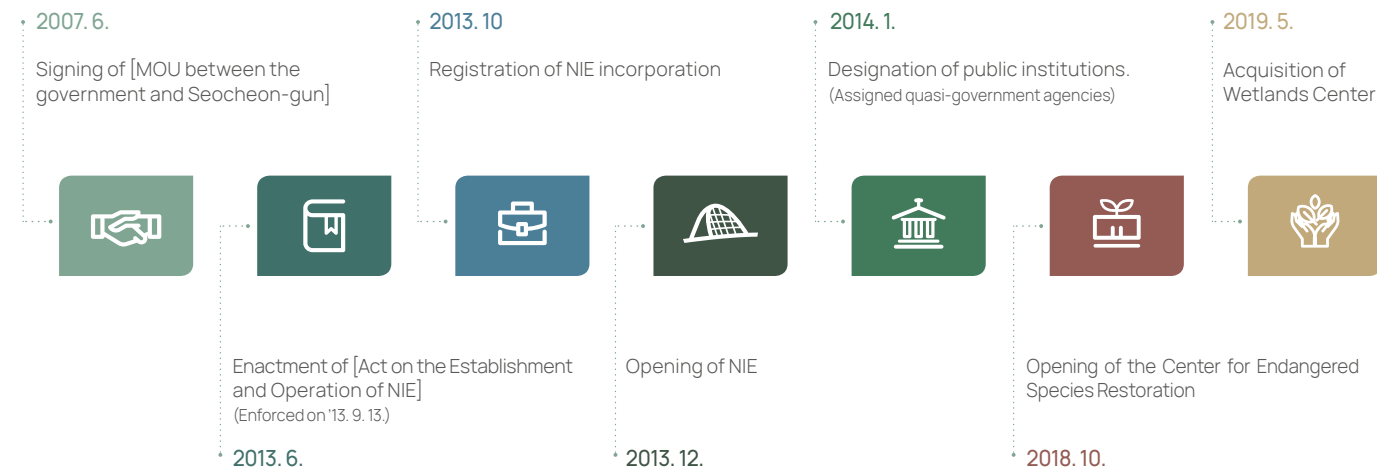 2007. 6.
Signing of [MOU between the
government and Seocheon-gun]
Enactment of [Act on the Establishment
and Operation of NIE]
(Enforced on '13. 9. 13.)
2013. 6.
2013. 10
Registration of NIE incorporation
Opening of NIE
2013. 12.
2014. 1.
Designation of public institutions.
(Assigned quasi-government agencies)
Opening of the Center for Endangered
Species Restoration
2018. 10.
2019. 5.
Acquisition of
Wetlands Center